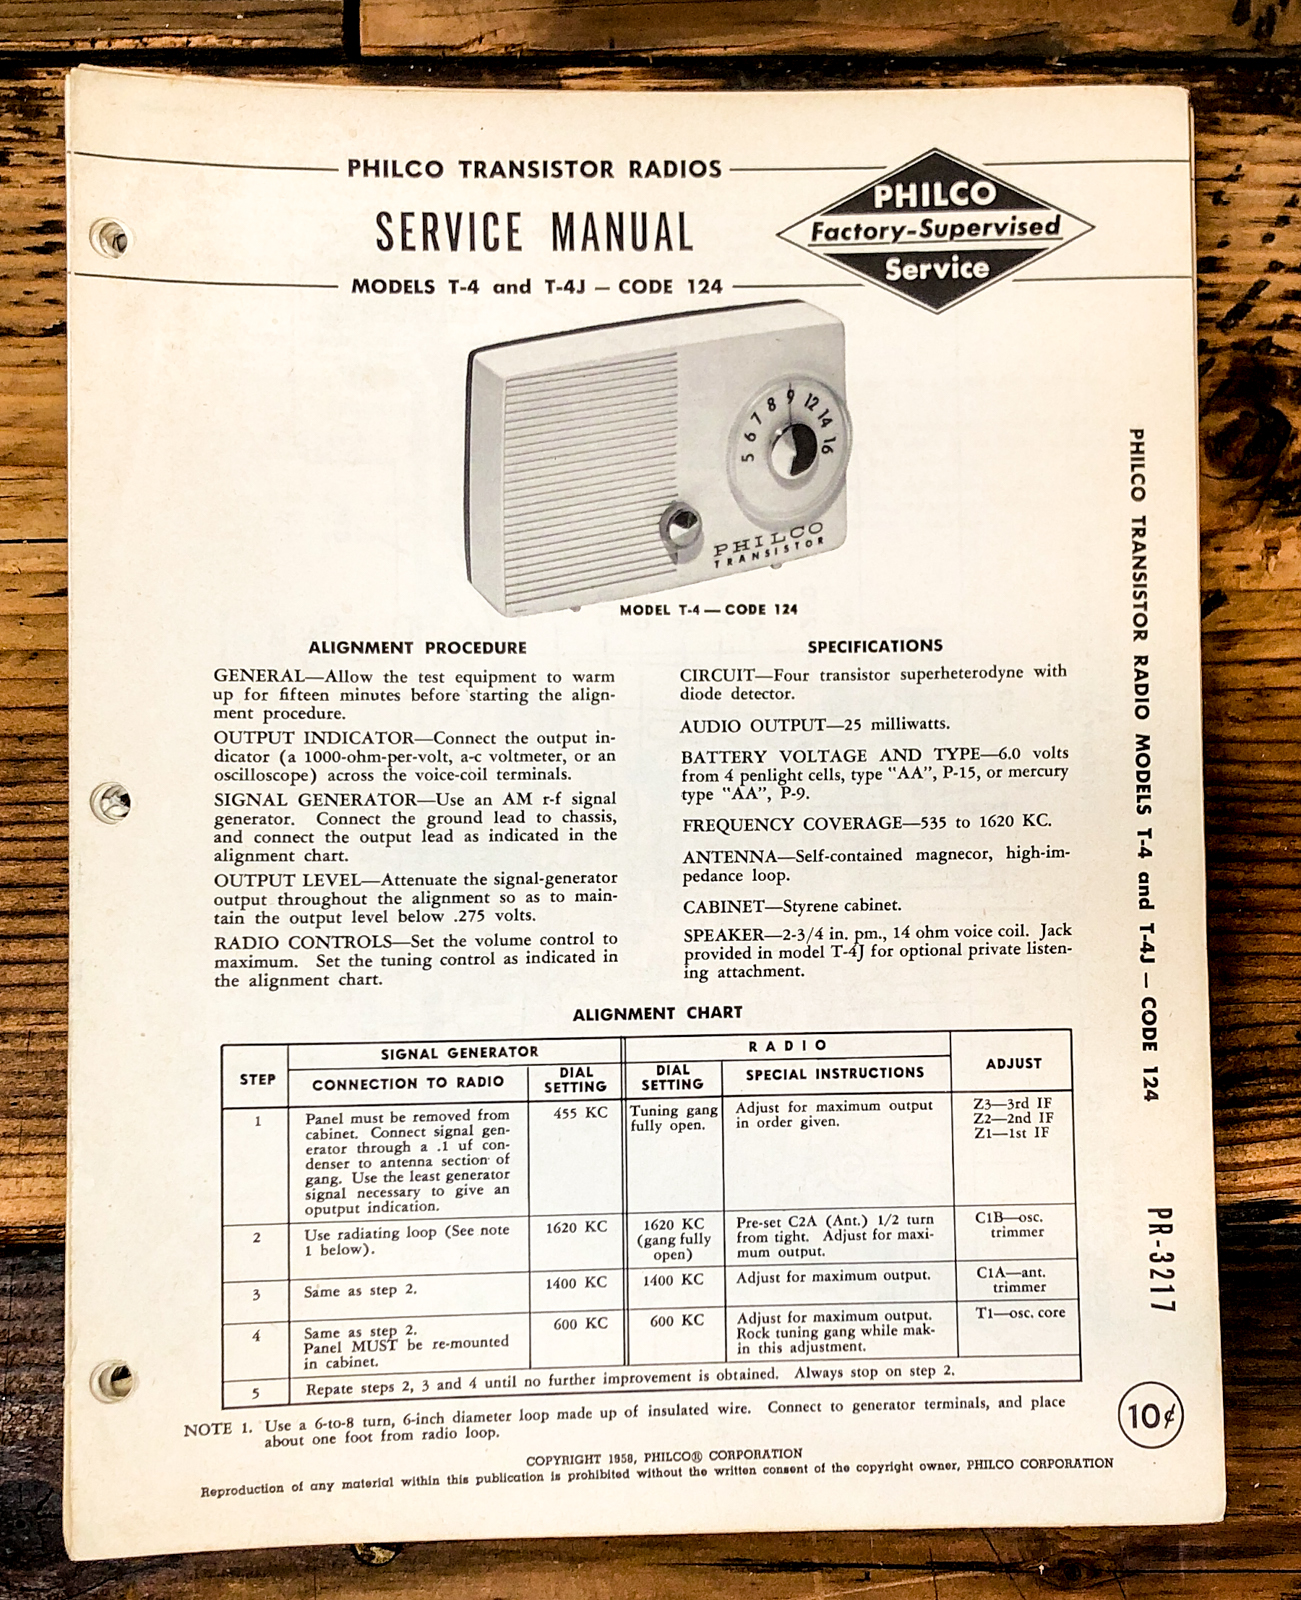 PHILCO TRANSISTOR RADIOS
SERVICE MANUAL
MODELS T-4 and T-4J — CODE 124
PHILCO
Factory-Supervised
Service
5 6 7 8 9 12 14 16
PHILCO
TRANSISTOR
MODEL T-4 — CODE 124
ALIGNMENT PROCEDURE
GENERAL—Allow the test equipment to warm
up for fifteen minutes before starting the align-
ment procedure.
OUTPUT INDICATOR—Connect the output in-
dicator (a 1000-ohm-per-volt, a-c voltmeter, or an
oscilloscope) across the voice-coil terminals.
SIGNAL GENERATOR—Use an AM r-f signal
generator. Connect the ground lead to chassis,
and connect the output lead as indicated in the
alignment chart.
OUTPUT LEVEL—Attenuate the signal-generator
output throughout the alignment so as to main-
tain the output level below .275 volts.
RADIO CONTROLS—Set the volume control to
maximum. Set the tuning control as indicated in
the alignment chart.
SPECIFICATIONS
CIRCUIT—Four transistor superheterodyne with
diode detector.
AUDIO OUTPUT—25 milliwatts.
BATTERY VOLTAGE AND TYPE—6.0 volts
from 4 penlight cells, type "AA", P-15, or mercury
type "AA", P-9.
FREQUENCY COVERAGE—535 to 1620 KC.
ANTENNA—Self-contained magnecor, high-im-
pedance loop.
CABINET—Styrene cabinet.
SPEAKER—2-3/4 in. pm., 14 ohm voice coil. Jack
provided in model T-4J for optional private listen-
ing attachment.
ALIGNMENT CHART
STEP
SIGNAL GENERATOR
RADIO
ADJUST
CONNECTION TO RADIO
DIAL
SETTING
DIAL
SETTING
SPECIAL INSTRUCTIONS
1
Panel must be removed from
cabinet. Connect signal gen-
erator through a .1 uf con-
denser to antenna section of
gang. Use the least generator
signal necessary to give an
oputput indication.
455 KC
Tuning gang
fully open.
Adjust for maximum output
in order given.
Z3—3rd IF
Z2—2nd IF
Z1—1st IF
2
Use radiating loop (See note
1 below).
1620 KC
1620 KC
(gang fully
open)
Pre-set C2A (Ant.) 1/2 turn
from tight. Adjust for maxi-
mum output.
C1B—osc.
trimmer
3
Same as step 2.
1400 KC
1400 KC
Adjust for maximum output.
C1A—ant.
trimmer
4
Same as step 2.
Panel MUST be re-mounted
in cabinet.
600 KC
600 KC
Adjust for maximum output.
Rock tuning gang while mak-
in this adjustment.
T1—osc. core
5
Repate steps 2, 3 and 4 until no further improvement is obtained. Always stop on step 2.
NOTE 1. Use a 6-to-8 turn, 6-inch diameter loop made up of insulated wire. Connect to generator terminals, and place
about one foot from radio loop.
COPYRIGHT 1958, PHILCO® CORPORATION
Reproduction of any material within this publication is prohibited without the written consent of the copyright owner, PHILCO CORPORATION
PHILCO TRANSISTOR RADIO MODELS T-4 and T-4J — CODE 124
PR-3217
10¢